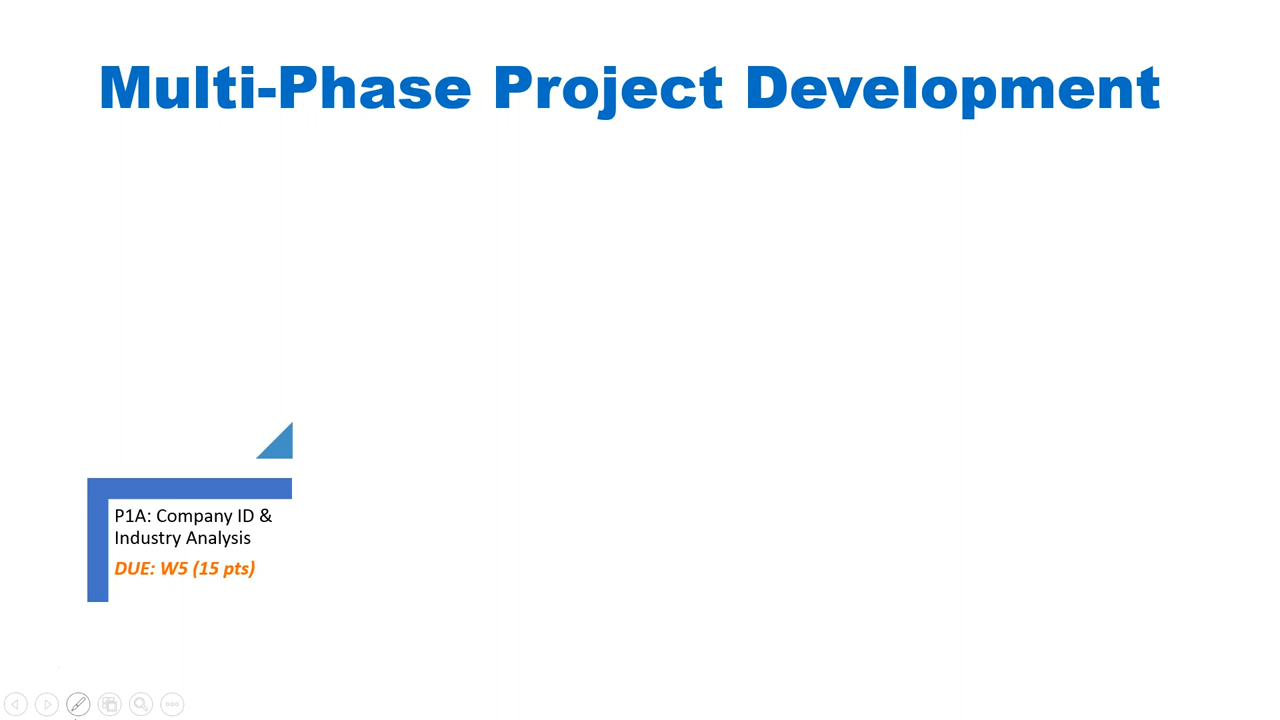 Multi-Phase Project Development
P1A: Company ID &
Industry Analysis
DUE: W5 (15 pts)